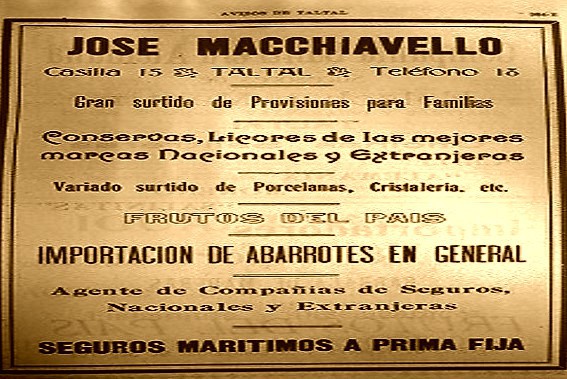 AVISOS DE TALTAL
JOSE MACCHIAVELLO
Casilla 15 TALTAL Teléfono 18
Gran surtido de Provisiones para Familias
Conservas, Licores de las mejores
marcas Nacionales y Extranjeras
Variado surtido de Porcelanas, Cristaleria. etc.
FRUTOS DEL PAIS
IMPORTACION DE ABARROTES EN GENERAL
Agente de Compañias de Seguros,
Nacionales y Extranjeras
SEGUROS MARITIMOS A PRIMA FIJA